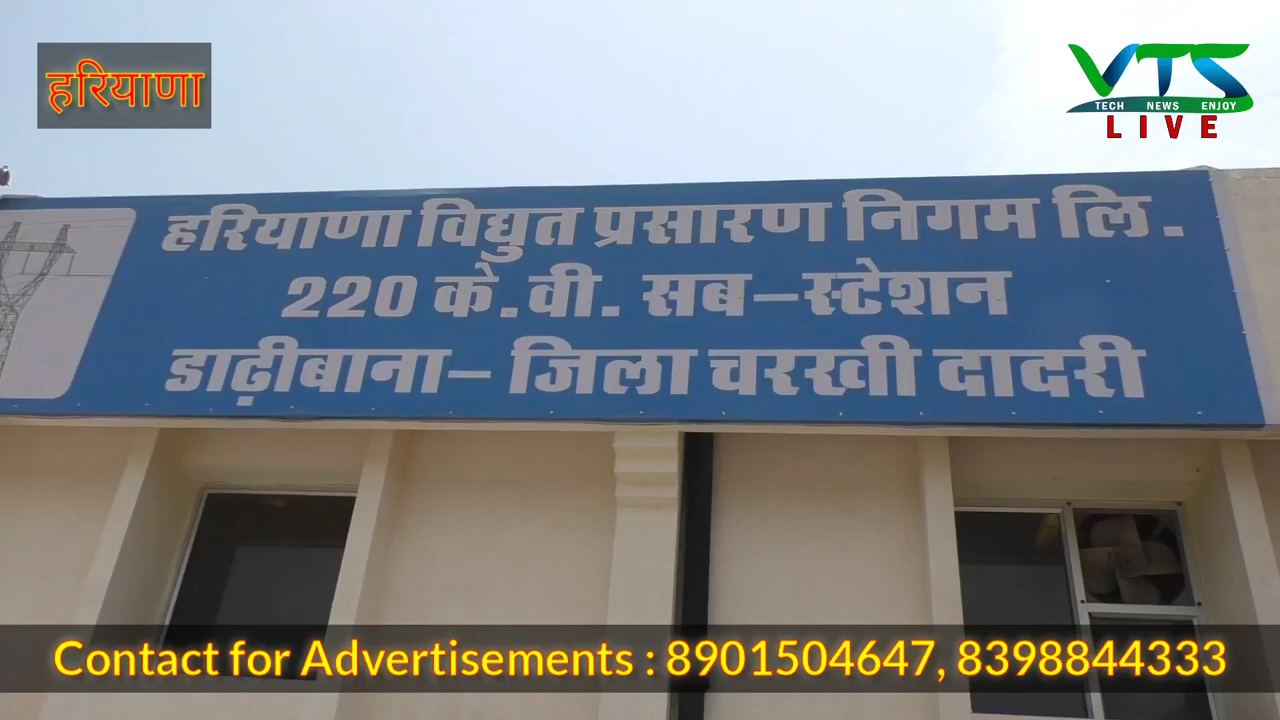 हरियाणा
VTS
TECH NEWS ENJOY
LIVE
हरियाणा विद्युत प्रसारण निगम लि.
220 के.वी. सब-स्टेशन
डाढ़ीबाना- जिला चरखी दादरी
Contact for Advertisements : 8901504647, 8398844333